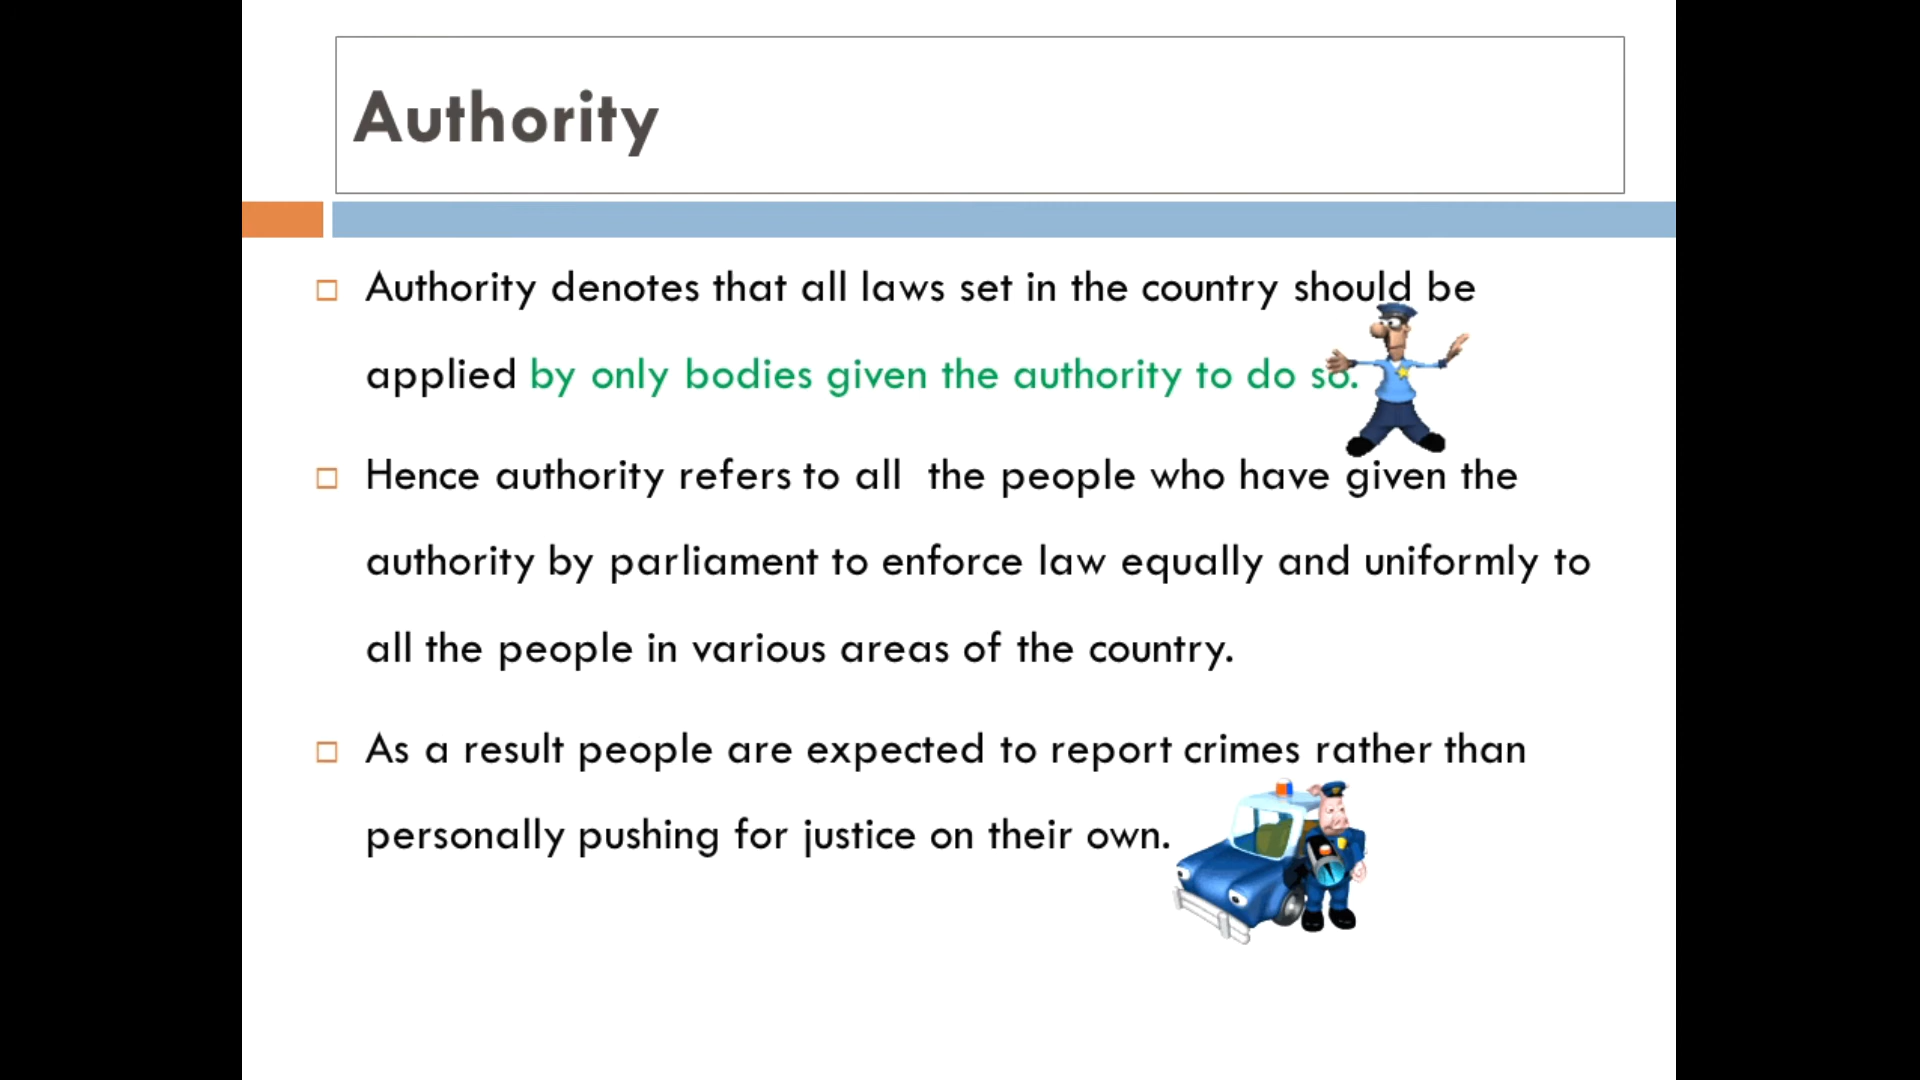 Authority
Authority denotes that all laws set in the country should be
applied by only bodies given the authority to do so.
Hence authority refers to all  the people who have given the
authority by parliament to enforce law equally and uniformly to
all the people in various areas of the country.
As a result people are expected to report crimes rather than
personally pushing for justice on their own.